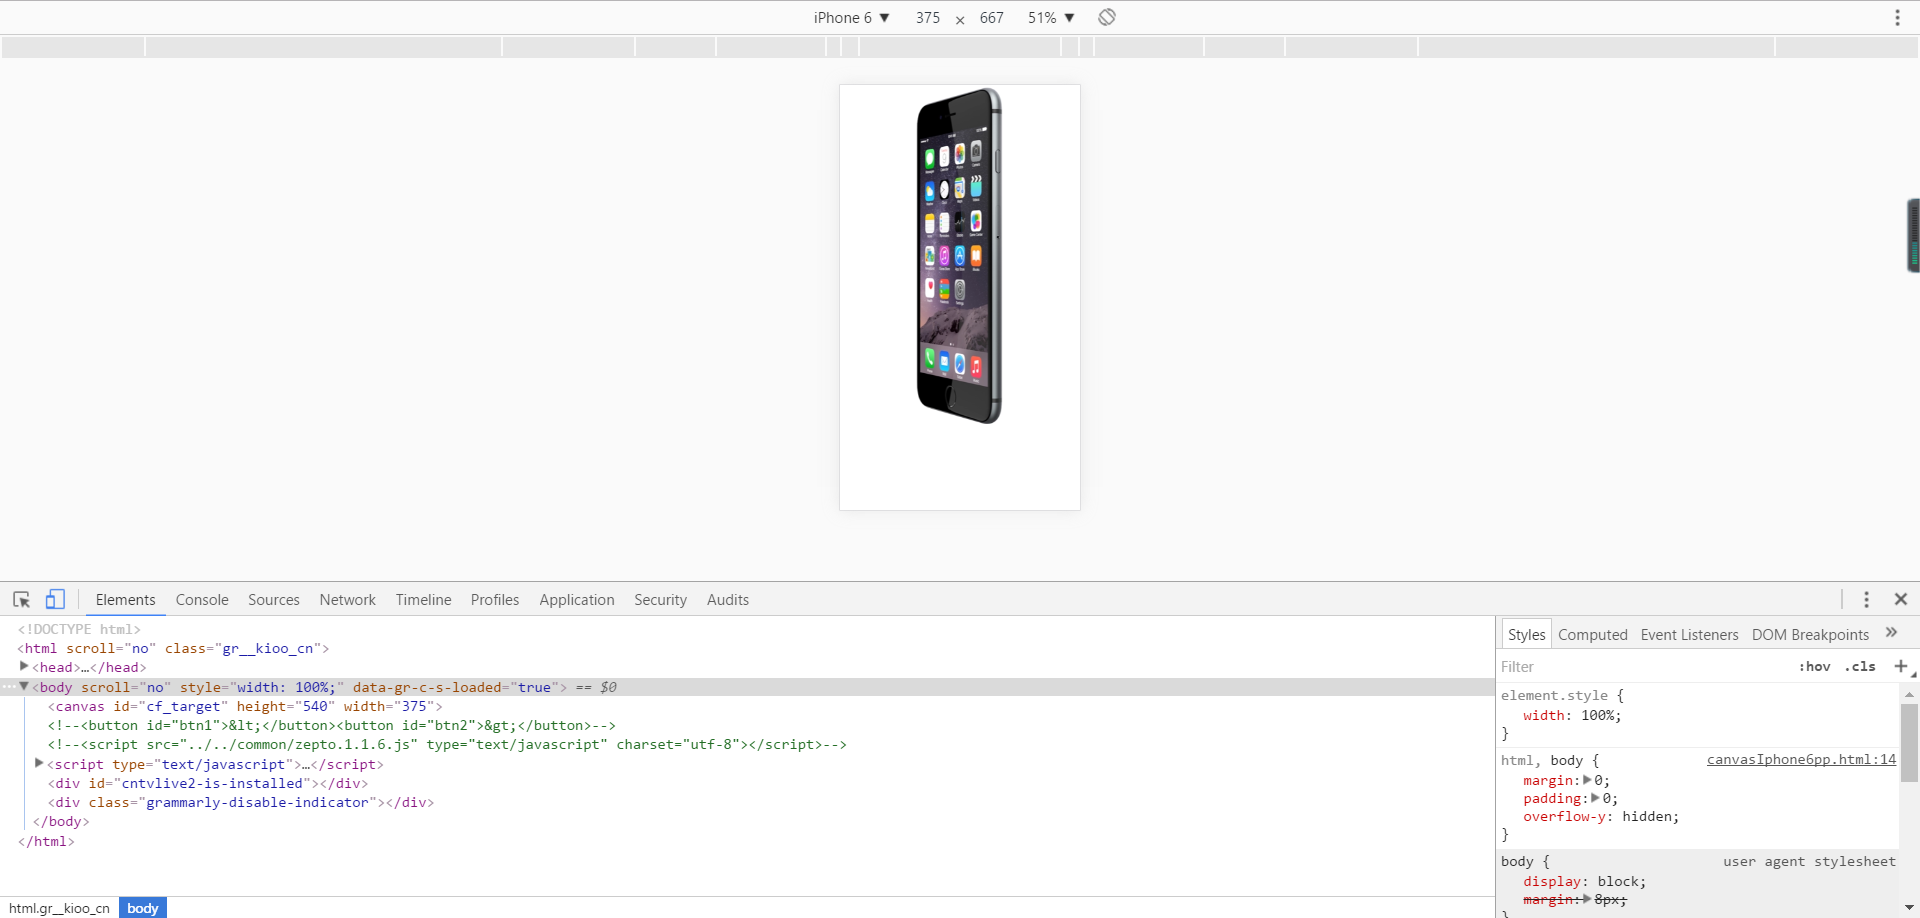 iPhone 6 ▼ 375 × 667 51% ▼
Elements Console Sources Network Timeline Profiles Application Security Audits
<!DOCTYPE html>
<html scroll="no" class="gr__kioo_cn">
▶<head>…</head>
…▼<body scroll="no" style="width: 100%;" data-gr-c-s-loaded="true"> == $0
<canvas id="cf_target" height="540" width="375">
<!--<button id="btn1">&lt;</button><button id="btn2">&gt;</button>-->
<!--<script src="../../common/zepto.1.1.6.js" type="text/javascript" charset="utf-8"></script>-->
▶<script type="text/javascript">…</script>
<div id="cntvlive2-is-installed"></div>
<div class="grammarly-disable-indicator"></div>
</body>
</html>
html.gr__kioo_cn body
Styles Computed Event Listeners DOM Breakpoints »
Filter :hov .cls +
element.style {
width: 100%;
}
html, body { canvasIphone6pp.html:14
margin:▶0;
padding:▶0;
overflow-y: hidden;
}
body { user agent stylesheet
display: block;
margin:▶8px;
}